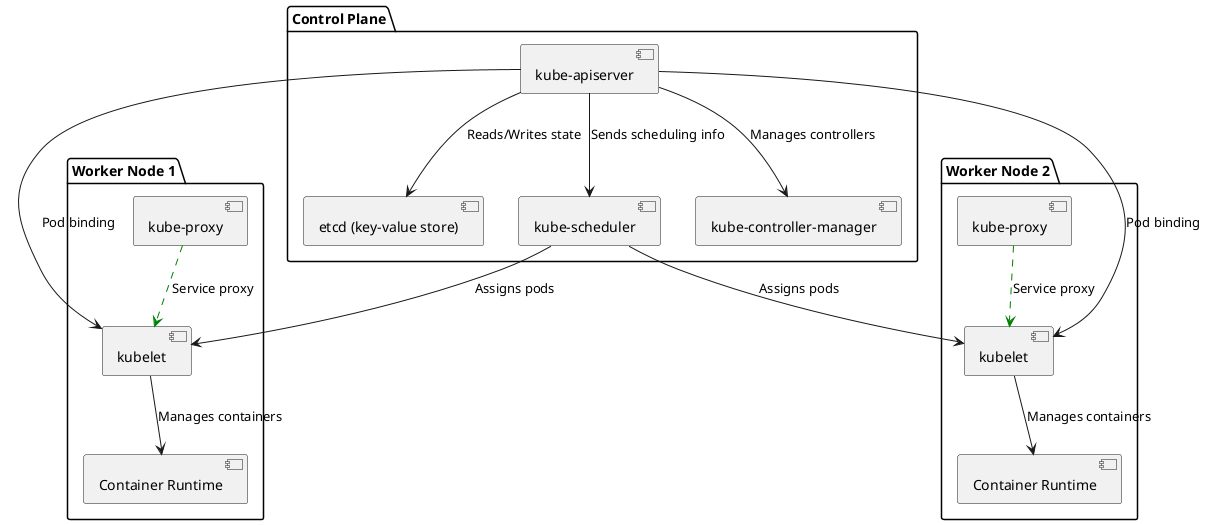 Control Plane
kube-apiserver
Reads/Writes state
Sends scheduling info
Manages controllers
Worker Node 1
Worker Node 2
kube-proxy
etcd (key-value store)
kube-scheduler
kube-controller-manager
kube-proxy
Pod binding
Pod binding
Service proxy
Assigns pods
Assigns pods
Service proxy
kubelet
kubelet
Manages containers
Manages containers
Container Runtime
Container Runtime